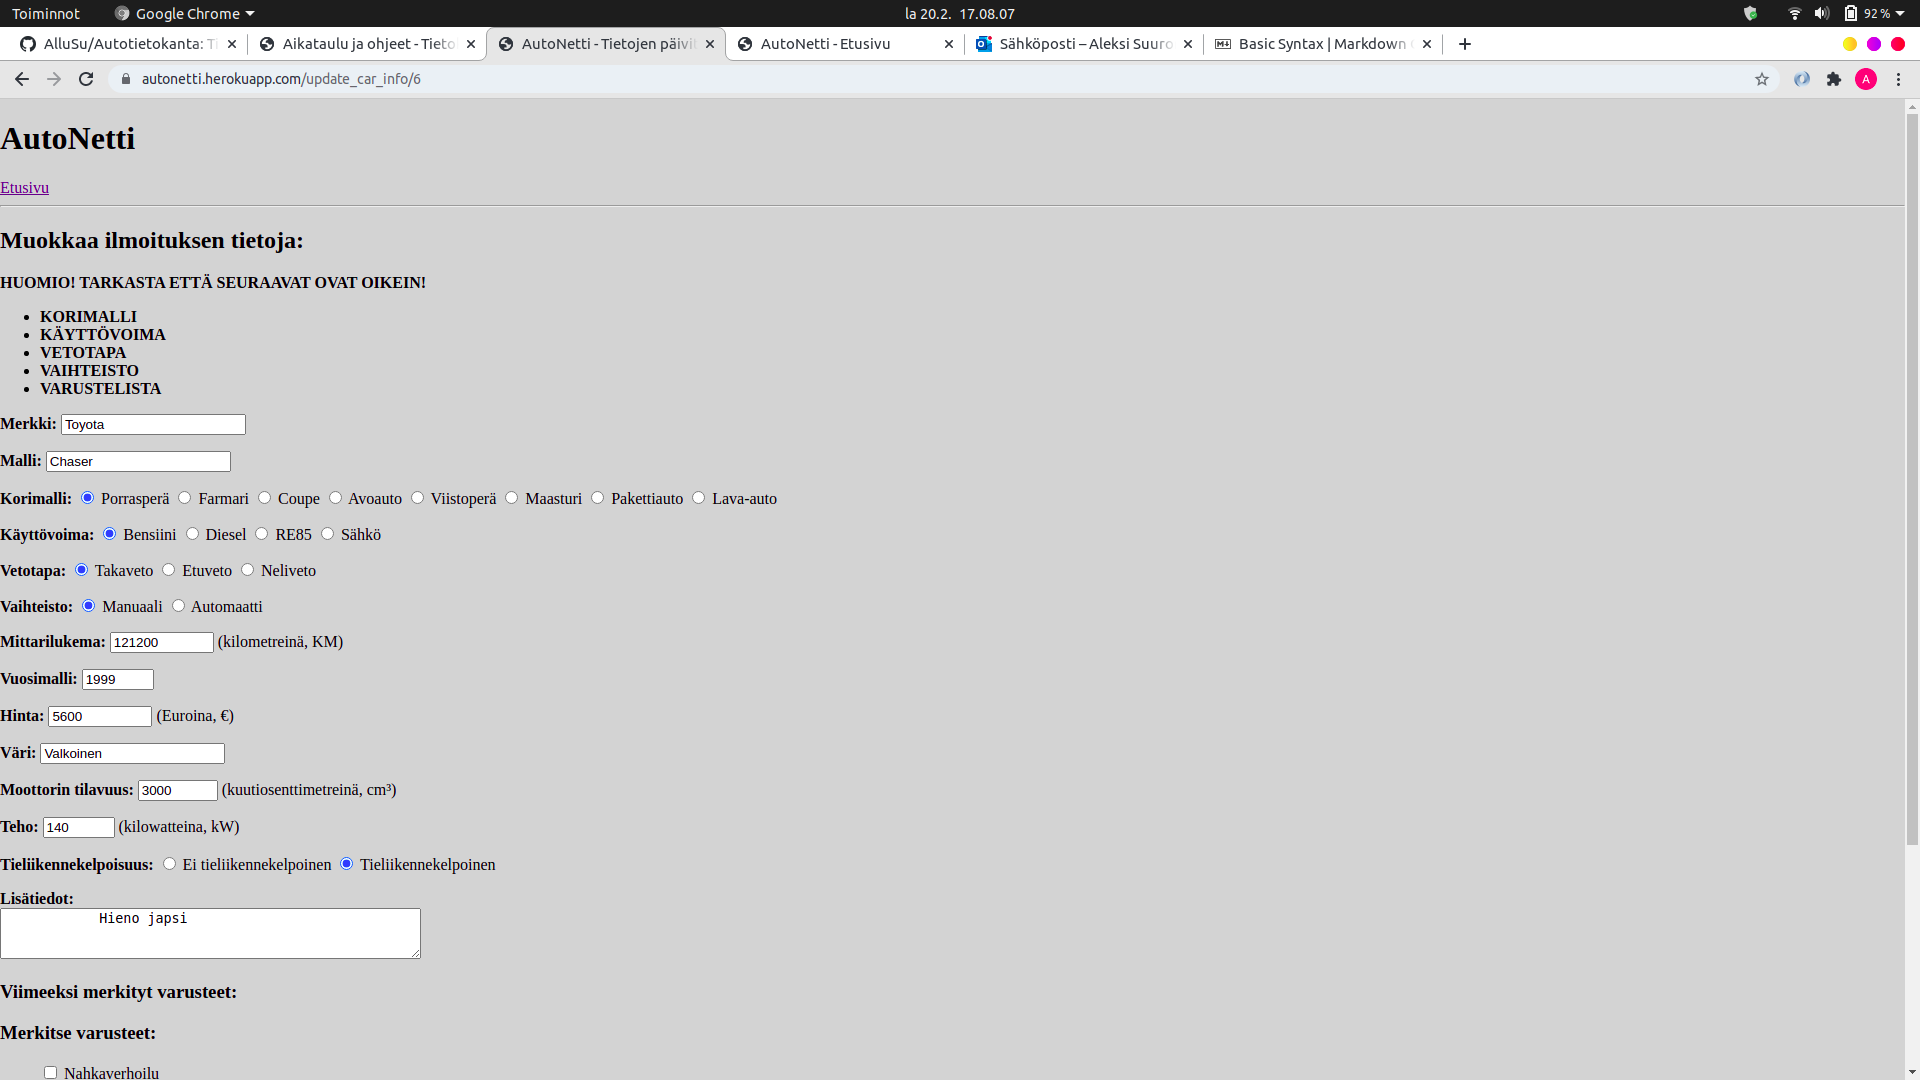 Toiminnot Google Chrome la 20.2. 17.08.07 92 %
AlluSu/Autotietokanta: Ti Aikataulu ja ohjeet - Tietol AutoNetti - Tietojen päivit AutoNetti - Etusivu Sähköposti – Aleksi Suuro Basic Syntax | Markdown
autonetti.herokuapp.com/update_car_info/6 A
AutoNetti
Etusivu
Muokkaa ilmoituksen tietoja:
HUOMIO! TARKASTA ETTÄ SEURAAVAT OVAT OIKEIN!
• KORIMALLI
• KÄYTTÖVOIMA
• VETOTAPA
• VAIHTEISTO
• VARUSTELISTA
Merkki: Toyota
Malli: Chaser
Korimalli: Porrasperä Farmari Coupe Avoauto Viistoperä Maasturi Pakettiauto Lava-auto
Käyttövoima: Bensiini Diesel RE85 Sähkö
Vetotapa: Takaveto Etuveto Neliveto
Vaihteisto: Manuaali Automaatti
Mittarilukema: 121200 (kilometreinä, KM)
Vuosimalli: 1999
Hinta: 5600 (Euroina, €)
Väri: Valkoinen
Moottorin tilavuus: 3000 (kuutiosenttimetreinä, cm³)
Teho: 140 (kilowatteina, kW)
Tieliikennekelpoisuus: Ei tieliikennekelpoinen Tieliikennekelpoinen
Lisätiedot:
Hieno japsi
Viimeeksi merkityt varusteet:
Merkitse varusteet:
Nahkaverhoilu